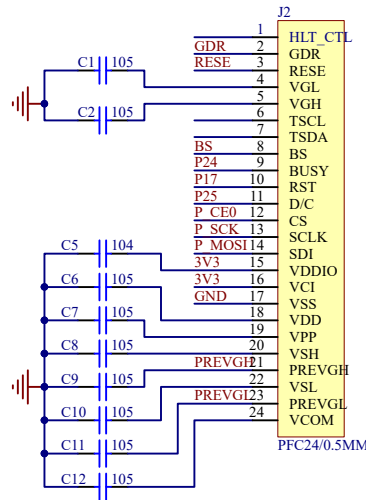 J2
1 HLT_CTL
GDR 2 GDR
RESE 3 RESE
C1 105 4 VGL
5 VGH
C2 105 6 TSCL
7 TSDA
BS 8 BS
P24 9 BUSY
P17 10 RST
P25 11 D/C
P_CE0 12 CS
P_SCK 13 SCLK
P_MOSI 14 SDI
C5 104 3V3 15 VDDIO
3V3 16 VCI
C6 105 GND 17 VSS
18 VDD
C7 105 19 VPP
C8 105 20 VSH
C9 105 PREVGH 21 PREVGH
22 VSL
C10 105 PREVGL 23 PREVGL
24 VCOM
C11 105 PFC24/0.5MM
C12 105